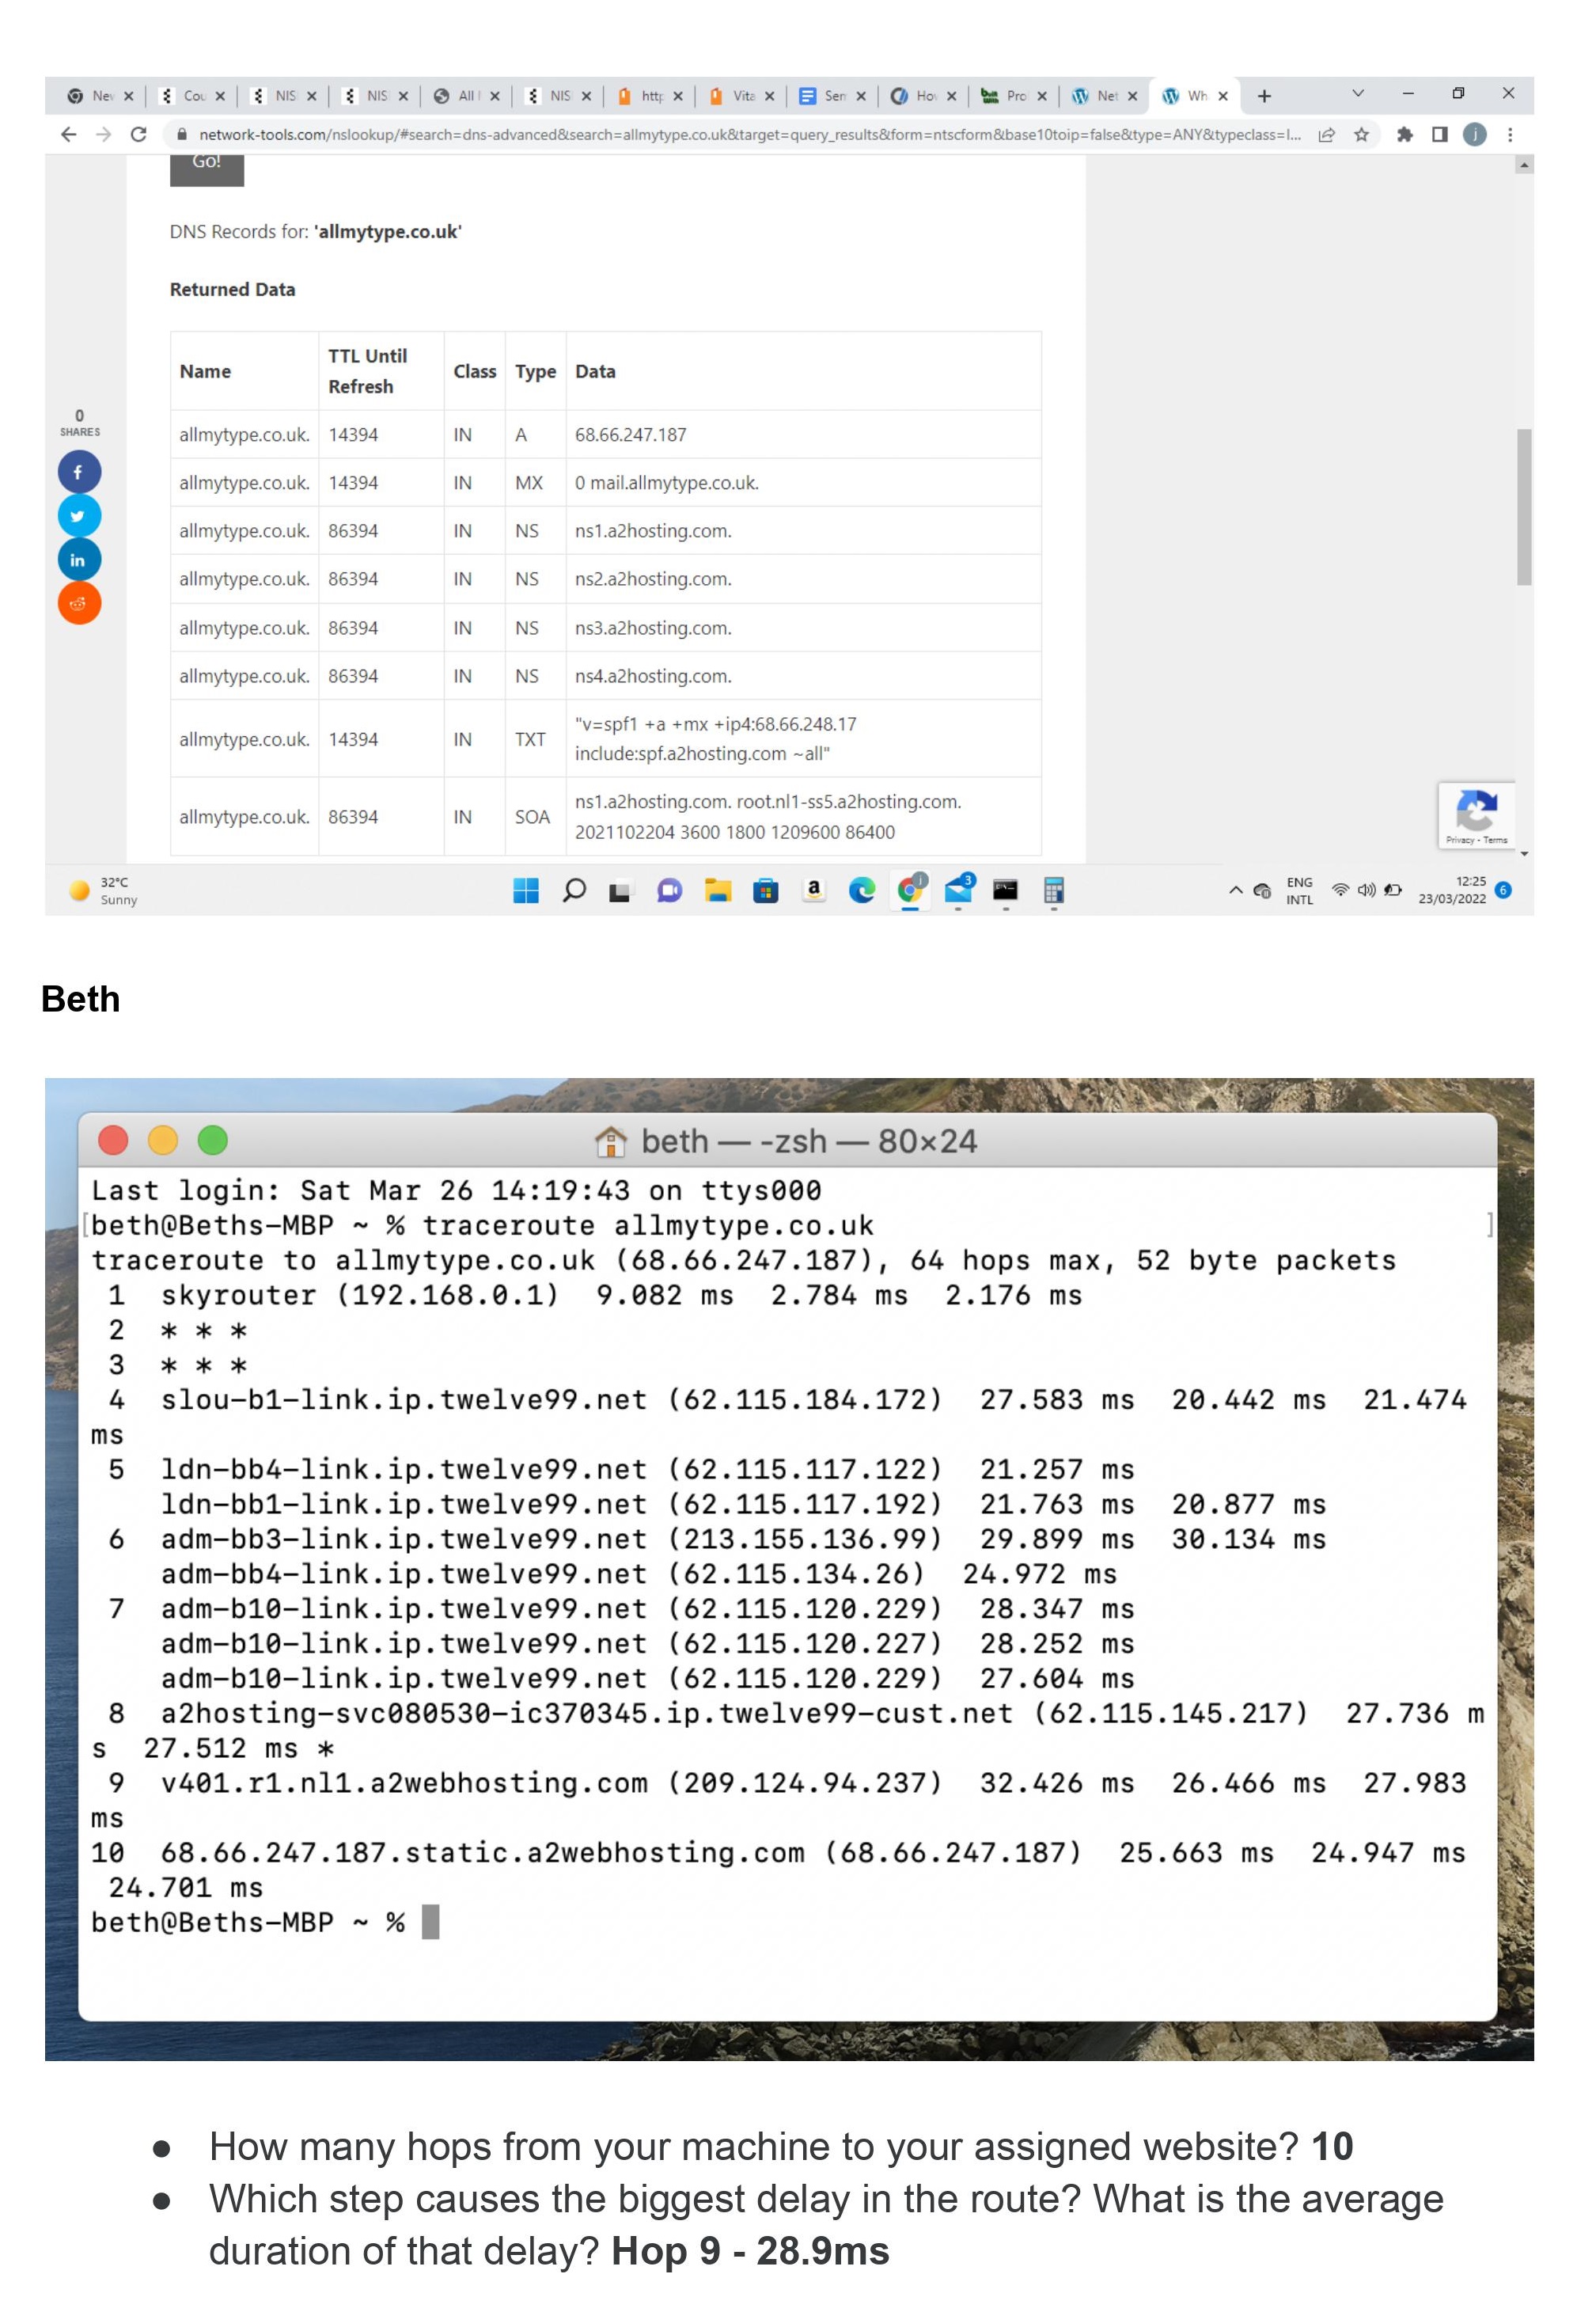 Nev Cou NIS NIS All NIS http Vita Sem Hov Pro Net Wh
network-tools.com/nslookup/#search=dns-advanced&search=allmytype.co.uk&target=query_results&form=ntscform&base10toip=false&type=ANY&typeclass=I... j
Go!
DNS Records for: 'allmytype.co.uk'
Returned Data
Name TTL Until Refresh Class Type Data
allmytype.co.uk. 14394 IN A 68.66.247.187
allmytype.co.uk. 14394 IN MX 0 mail.allmytype.co.uk.
allmytype.co.uk. 86394 IN NS ns1.a2hosting.com.
allmytype.co.uk. 86394 IN NS ns2.a2hosting.com.
allmytype.co.uk. 86394 IN NS ns3.a2hosting.com.
allmytype.co.uk. 86394 IN NS ns4.a2hosting.com.
allmytype.co.uk. 14394 IN TXT "v=spf1 +a +mx +ip4:68.66.248.17
include:spf.a2hosting.com ~all"
allmytype.co.uk. 86394 IN SOA ns1.a2hosting.com. root.nl1-ss5.a2hosting.com.
2021102204 3600 1800 1209600 86400
0
SHARES
Privacy - Terms
32°C
Sunny
3
ENG
INTL
12:25
23/03/2022
6
Beth
beth — -zsh — 80×24
Last login: Sat Mar 26 14:19:43 on ttys000
[beth@Beths-MBP ~ % traceroute allmytype.co.uk ]
traceroute to allmytype.co.uk (68.66.247.187), 64 hops max, 52 byte packets
1 skyrouter (192.168.0.1) 9.082 ms 2.784 ms 2.176 ms
2 * * *
3 * * *
4 slou-b1-link.ip.twelve99.net (62.115.184.172) 27.583 ms 20.442 ms 21.474
ms
5 ldn-bb4-link.ip.twelve99.net (62.115.117.122) 21.257 ms
ldn-bb1-link.ip.twelve99.net (62.115.117.192) 21.763 ms 20.877 ms
6 adm-bb3-link.ip.twelve99.net (213.155.136.99) 29.899 ms 30.134 ms
adm-bb4-link.ip.twelve99.net (62.115.134.26) 24.972 ms
7 adm-b10-link.ip.twelve99.net (62.115.120.229) 28.347 ms
adm-b10-link.ip.twelve99.net (62.115.120.227) 28.252 ms
adm-b10-link.ip.twelve99.net (62.115.120.229) 27.604 ms
8 a2hosting-svc080530-ic370345.ip.twelve99-cust.net (62.115.145.217) 27.736 m
s 27.512 ms *
9 v401.r1.nl1.a2webhosting.com (209.124.94.237) 32.426 ms 26.466 ms 27.983
ms
10 68.66.247.187.static.a2webhosting.com (68.66.247.187) 25.663 ms 24.947 ms
24.701 ms
beth@Beths-MBP ~ %
● How many hops from your machine to your assigned website? 10
● Which step causes the biggest delay in the route? What is the average
duration of that delay? Hop 9 - 28.9ms